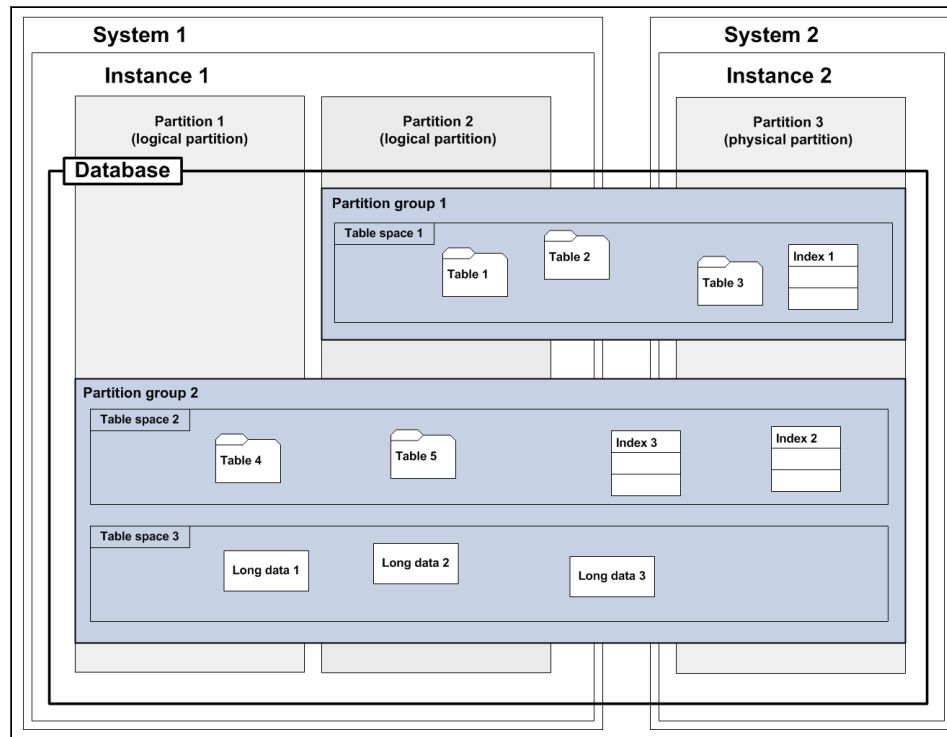 System 1
System 2
Instance 1
Instance 2
Partition 1
(logical partition)
Partition 2
(logical partition)
Partition 3
(physical partition)
Database
Partition group 1
Table space 1
Table 1
Table 2
Table 3
Index 1
Partition group 2
Table space 2
Table 4
Table 5
Index 3
Index 2
Table space 3
Long data 1
Long data 2
Long data 3